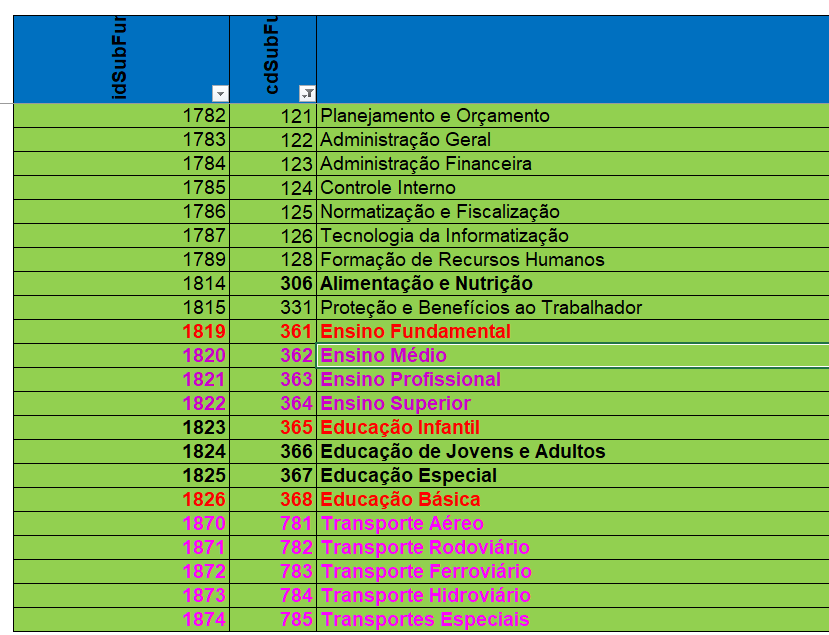 idSubFun cdSubFu
1782 121 Planejamento e Orçamento
1783 122 Administração Geral
1784 123 Administração Financeira
1785 124 Controle Interno
1786 125 Normatização e Fiscalização
1787 126 Tecnologia da Informatização
1789 128 Formação de Recursos Humanos
1814 306 Alimentação e Nutrição
1815 331 Proteção e Benefícios ao Trabalhador
1819 361 Ensino Fundamental
1820 362 Ensino Médio
1821 363 Ensino Profissional
1822 364 Ensino Superior
1823 365 Educação Infantil
1824 366 Educação de Jovens e Adultos
1825 367 Educação Especial
1826 368 Educação Básica
1870 781 Transporte Aéreo
1871 782 Transporte Rodoviário
1872 783 Transporte Ferroviário
1873 784 Transporte Hidroviário
1874 785 Transportes Especiais